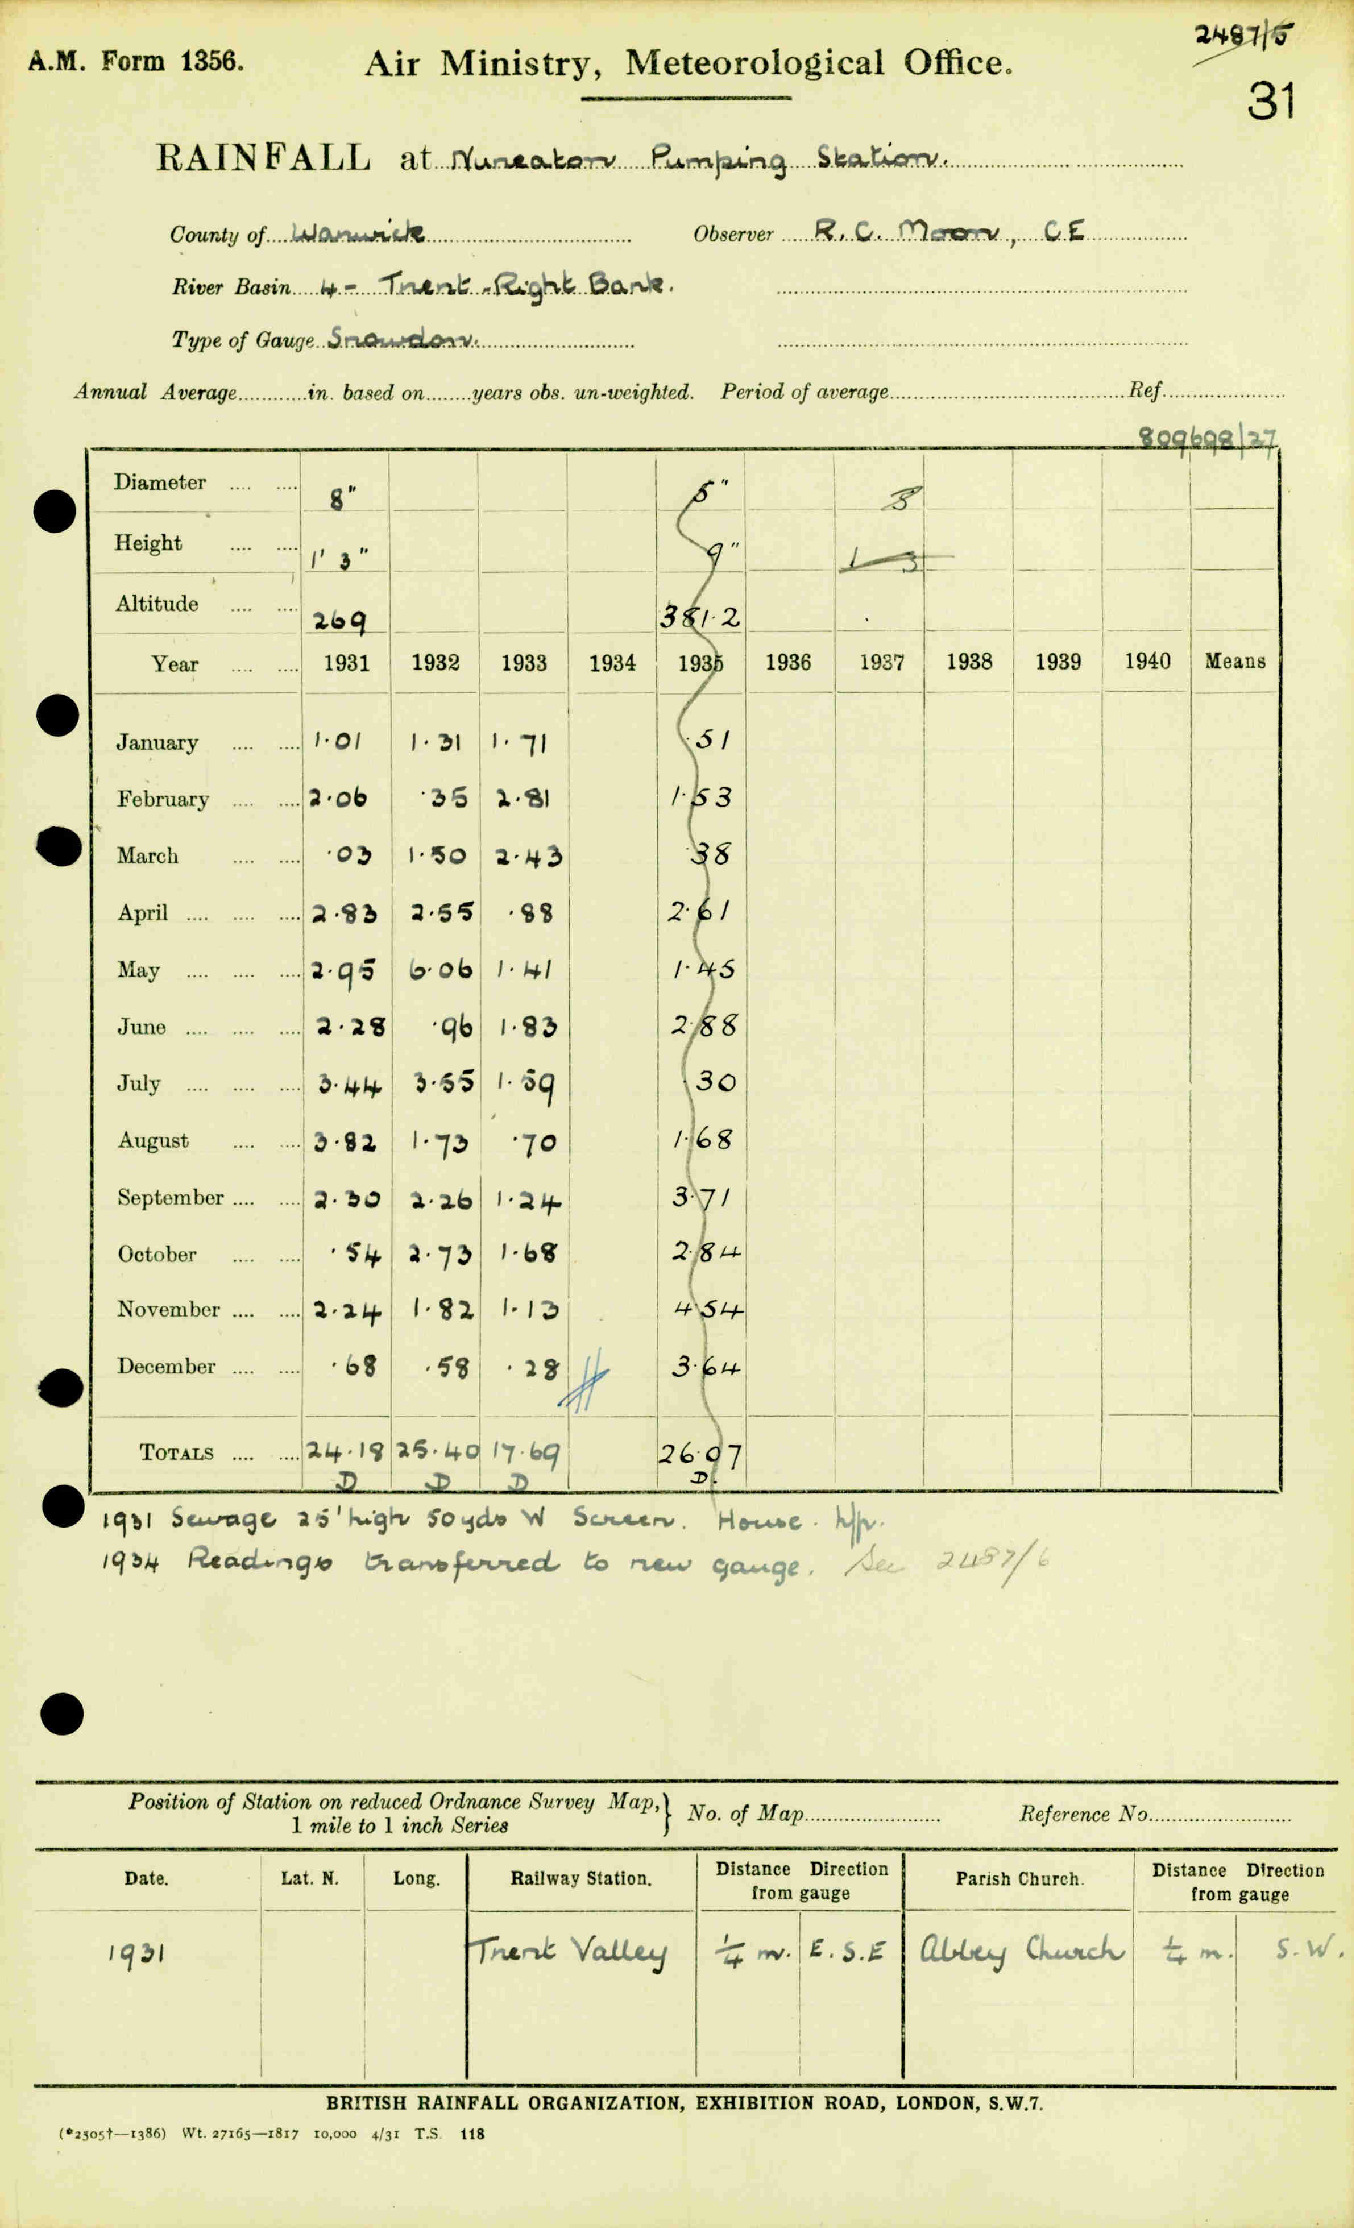 2487/5
A.M. Form 1356. Air Ministry, Meteorological Office.
31
RAINFALL at Nuneaton Pumping Station.
County of Warwick Observer R. C. Moon, C E
River Basin 4 - Trent - Right Bank.
Type of Gauge Snowdon.
Annual Average............in. based on........years obs. un-weighted. Period of average........................................Ref......................
809698/27
Diameter .... .... 8" 5" 8
Height .... .... 1' 3" 9" 1 3
Altitude .... .... 269 381·2
Year .... .... 1931 1932 1933 1934 1935 1936 1937 1938 1939 1940 Means
January .... .... 1·01 1·31 1·71 ·51
February .... .... 2·06 ·35 2·81 1·53
March .... .... ·03 1·50 2·43 ·38
April .... .... .... 2·83 2·55 ·88 2·61
May .... .... .... 2·95 6·06 1·41 1·45
June .... .... .... 2·28 ·96 1·83 2·88
July .... .... .... 3·44 3·55 1·59 ·30
August .... .... 3·82 1·73 ·70 1·68
September .... .... 2·30 2·26 1·24 3·71
October .... .... ·54 2·73 1·68 2·84
November .... .... 2·24 1·82 1·13 4·54
December .... .... ·68 ·58 ·28 3·64
TOTALS .... .... 24·18 25·40 17·69 26·07
D D D D.
1931 Sewage 25' high 50yds W Screen. House.
1934 Readings transferred to new gauge. See 2487/6
Position of Station on reduced Ordnance Survey Map, } No. of Map........................ Reference No.........................
1 mile to 1 inch Series
Date. Lat. N. Long. Railway Station. Distance Direction from gauge Parish Church. Distance Direction from gauge
1931 Trent Valley ¼ m. E. S. E Abbey Church ¼ m. S. W.
BRITISH RAINFALL ORGANIZATION, EXHIBITION ROAD, LONDON, S.W.7.
(*2505†—1386) Wt. 27165—1817 10,000 4/31 T.S. 118